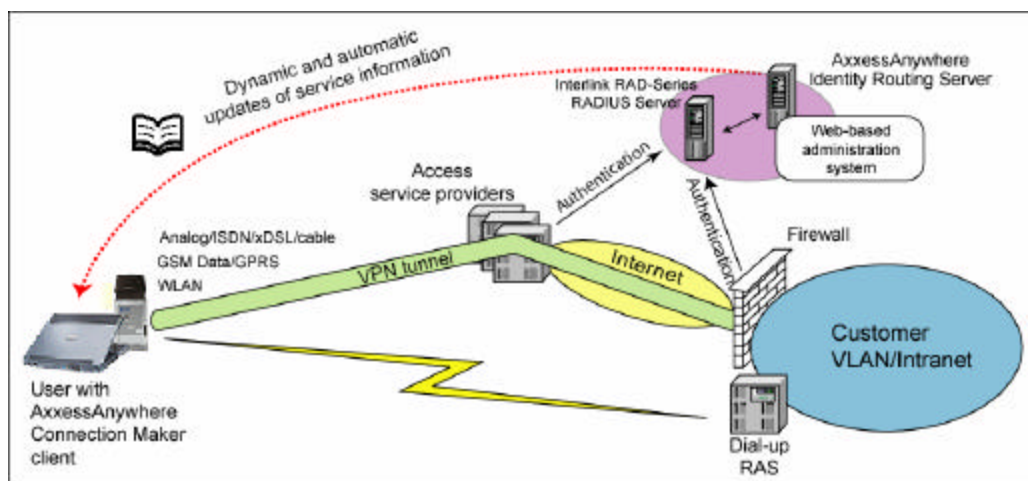 Dynamic and automatic
updates of service information
Interlink RAD-Series
RADIUS Server
AxxessAnywhere
Identity Routing Server
Web-based
administration
system
Access
service providers
Authentication
Authentication
Firewall
Analog/ISDN/xDSL/cable
GSM Data/GPRS
WLAN
VPN tunnel
Internet
Customer
VLAN/Intranet
User with
AxxessAnywhere
Connection Maker
client
Dial-up
RAS